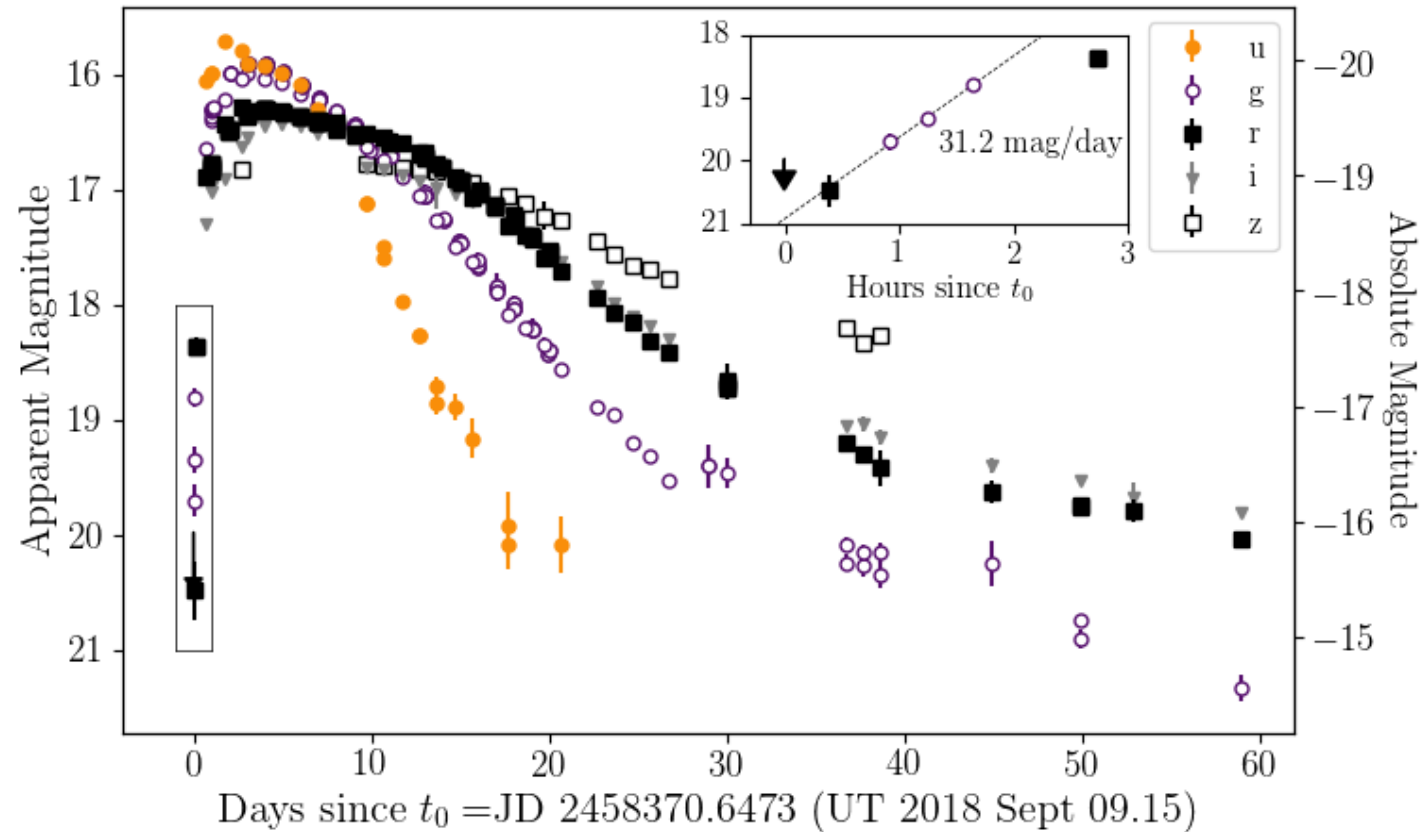 Apparent Magnitude
16
17
18
19
20
21
−20
−19
−18
−17
−16
−15
Absolute Magnitude
0
10
20
30
40
50
60
Days since t₀ =JD 2458370.6473 (UT 2018 Sept 09.15)
18
19
20
21
31.2 mag/day
0
1
2
3
Hours since t₀
u
g
r
i
z